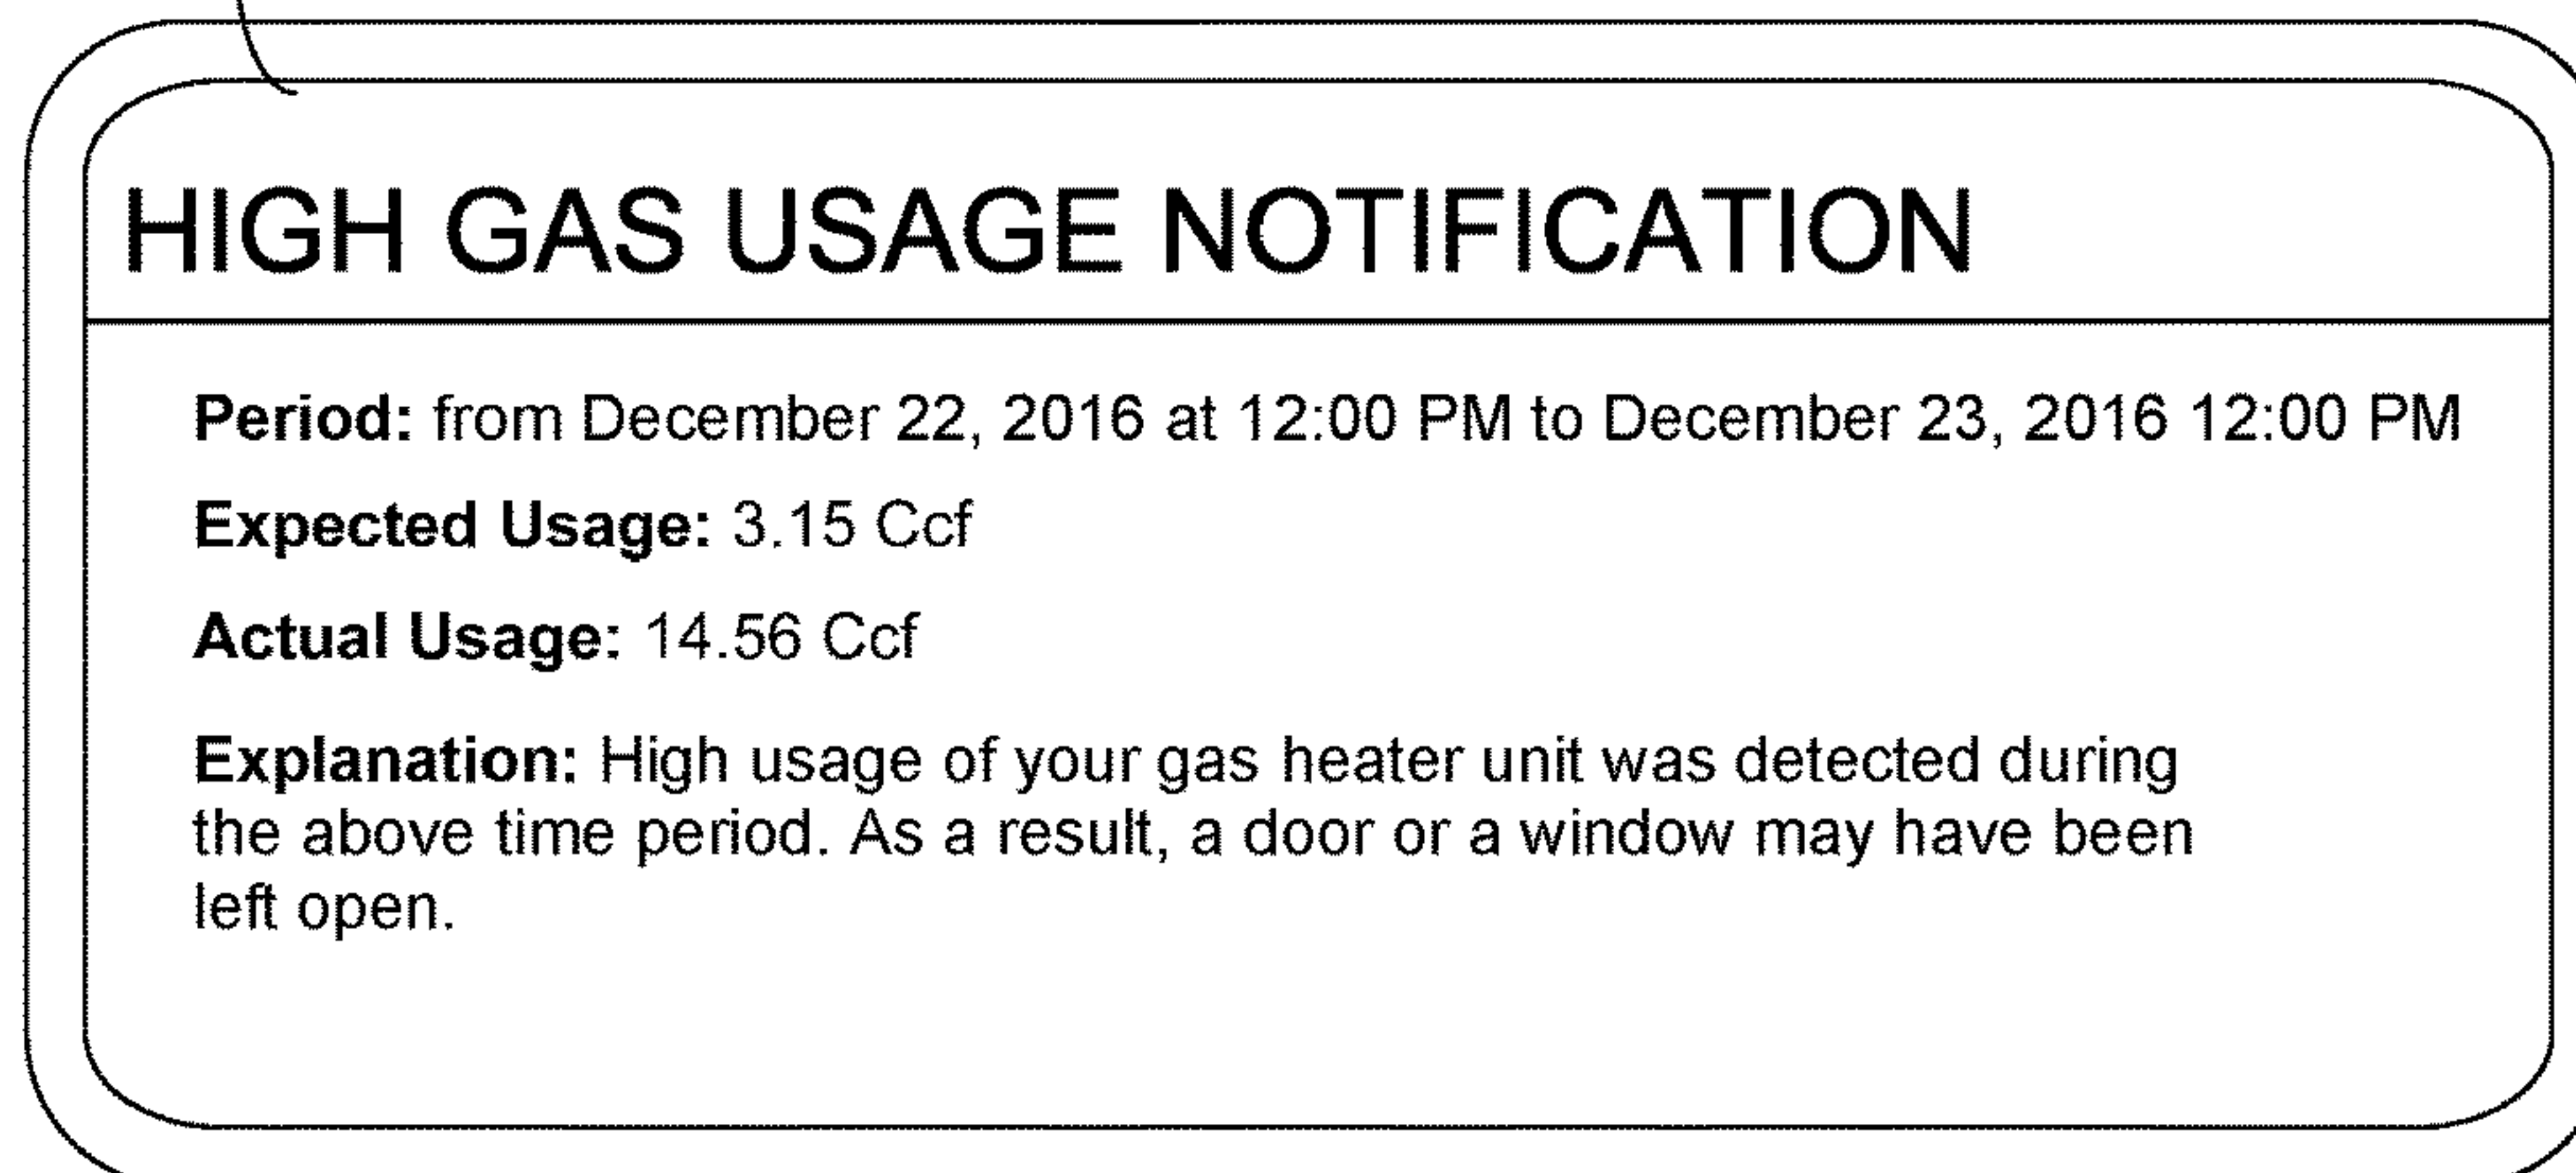 HIGH GAS USAGE NOTIFICATION
Period: from December 22, 2016 at 12:00 PM to December 23, 2016 12:00 PM
Expected Usage: 3.15 Ccf
Actual Usage: 14.56 Ccf
Explanation: High usage of your gas heater unit was detected during
the above time period. As a result, a door or a window may have been
left open.